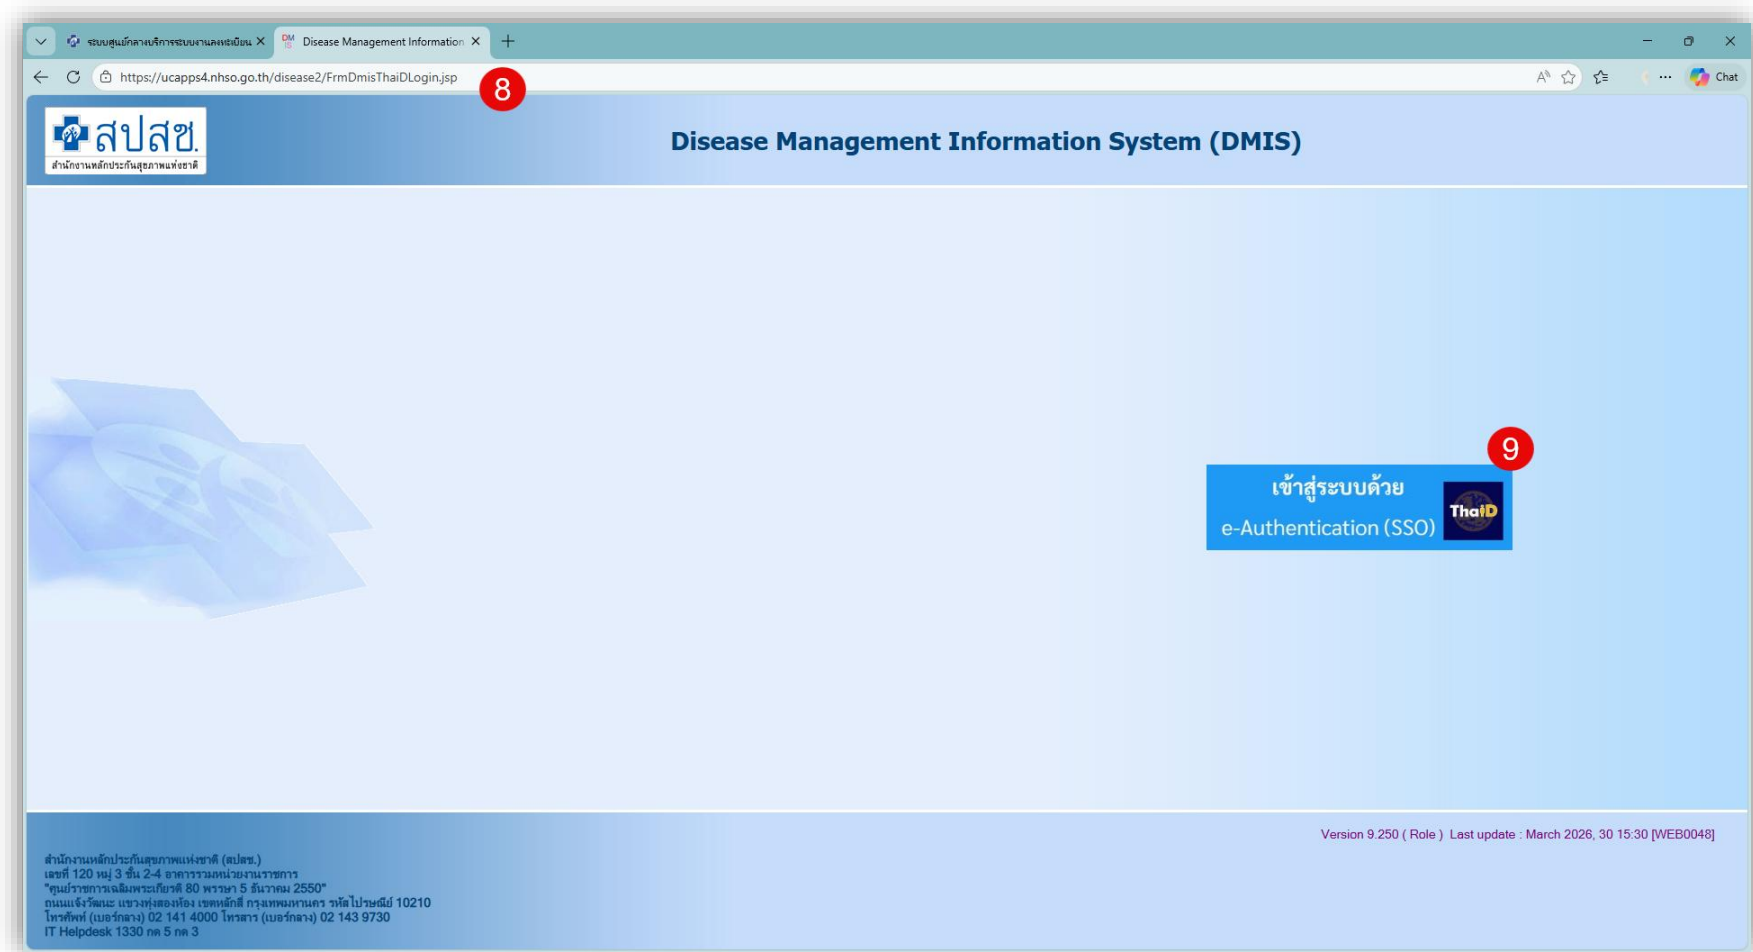 ระบบศูนย์กลางบริการระบบงานลงทะเบียน
DMIS Disease Management Information
https://ucapps4.nhso.go.th/disease2/FrmDmisThaiDLogin.jsp
8
Chat
สปสช.
สำนักงานหลักประกันสุขภาพแห่งชาติ
Disease Management Information System (DMIS)
9
เข้าสู่ระบบด้วย
e-Authentication (SSO)
ThaiD
Version 9.250 ( Role ) Last update : March 2026, 30 15:30 [WEB0048]
สำนักงานหลักประกันสุขภาพแห่งชาติ (สปสช.)
เลขที่ 120 หมู่ 3 ชั้น 2-4 อาคารรวมหน่วยงานราชการ
"ศูนย์ราชการเฉลิมพระเกียรติ 80 พรรษา 5 ธันวาคม 2550"
ถนนแจ้งวัฒนะ แขวงทุ่งสองห้อง เขตหลักสี่ กรุงเทพมหานคร รหัสไปรษณีย์ 10210
โทรศัพท์ (เบอร์กลาง) 02 141 4000 โทรสาร (เบอร์กลาง) 02 143 9730
IT Helpdesk 1330 กด 5 กด 3